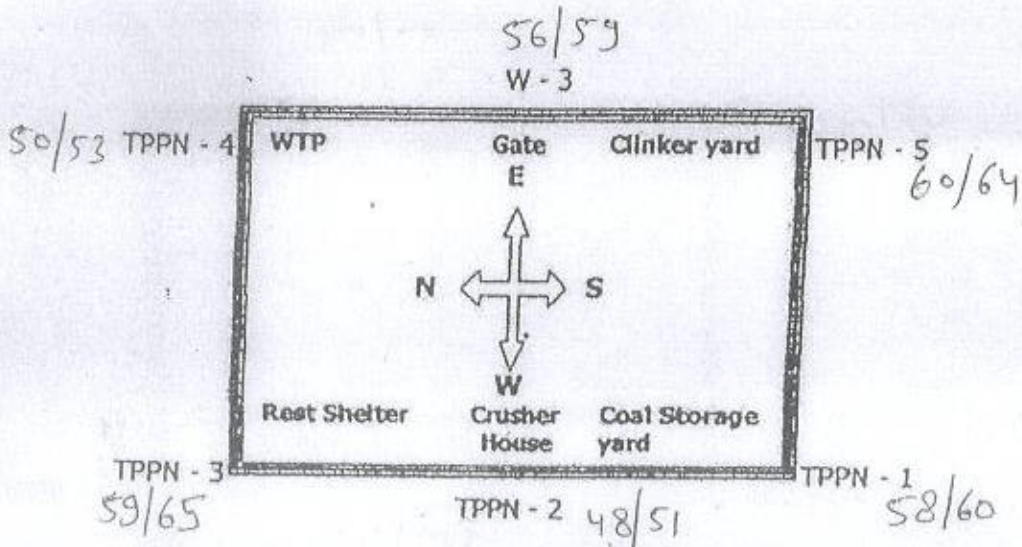 56/59
W - 3
50/53 TPPN - 4 WTP Gate Clinker yard TPPN - 5
60/64
E
N S
W
Rest Shelter Crusher House Coal Storage yard
TPPN - 3 TPPN - 1
59/65 TPPN - 2 48/51 58/60